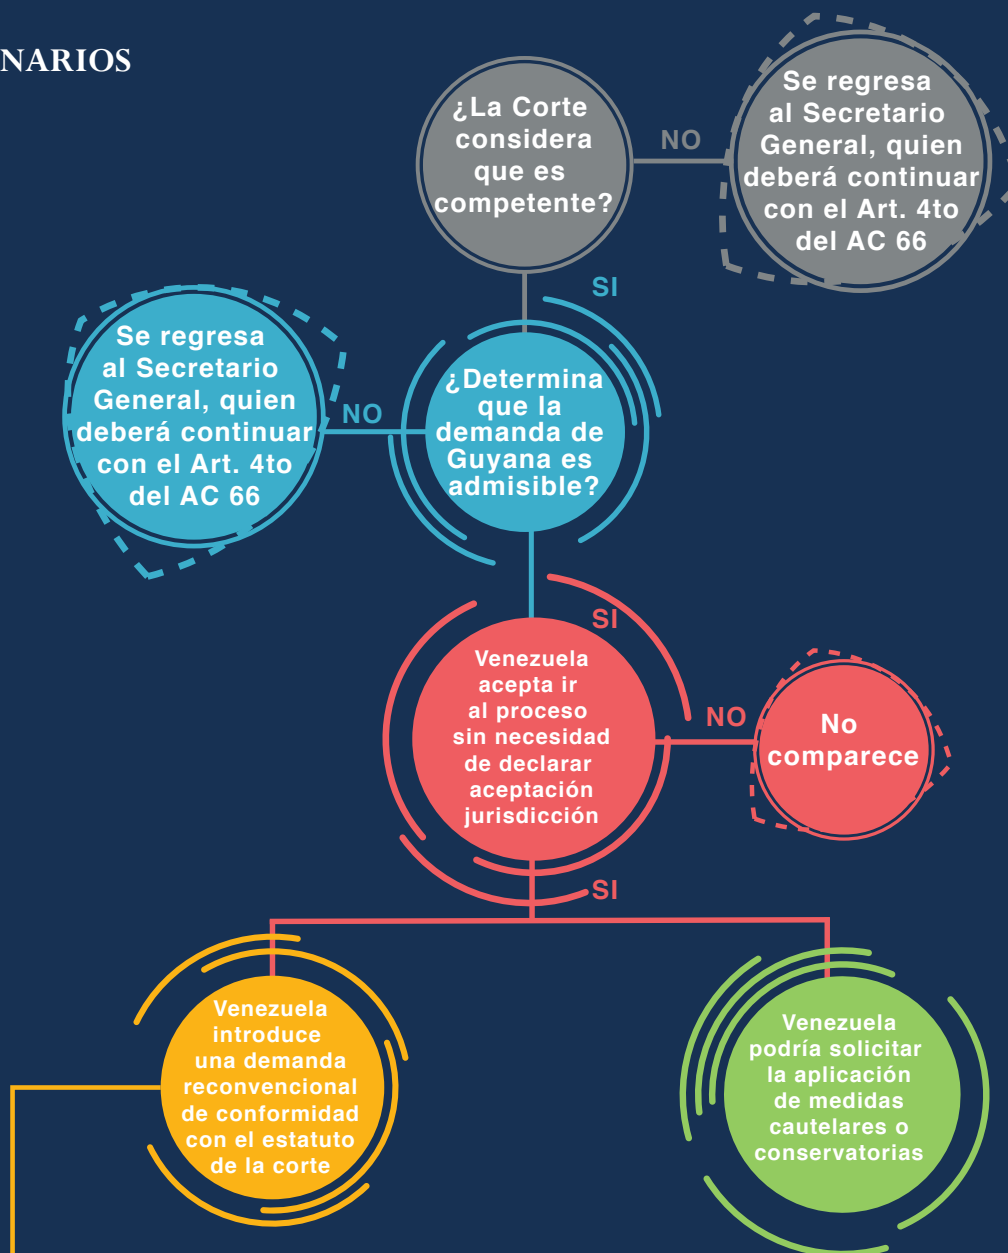 NARIOS
¿La Corte
considera
que es
competente?
NO
Se regresa
al Secretario
General, quien
deberá continuar
con el Art. 4to
del AC 66
SI
¿Determina
que la
demanda de
Guyana es
admisible?
NO
Se regresa
al Secretario
General, quien
deberá continuar
con el Art. 4to
del AC 66
SI
Venezuela
acepta ir
al proceso
sin necesidad
de declarar
aceptación
jurisdicción
NO
No
comparece
SI
Venezuela
introduce
una demanda
reconvencional
de conformidad
con el estatuto
de la corte
Venezuela
podría solicitar
la aplicación
de medidas
cautelares o
conservatorias